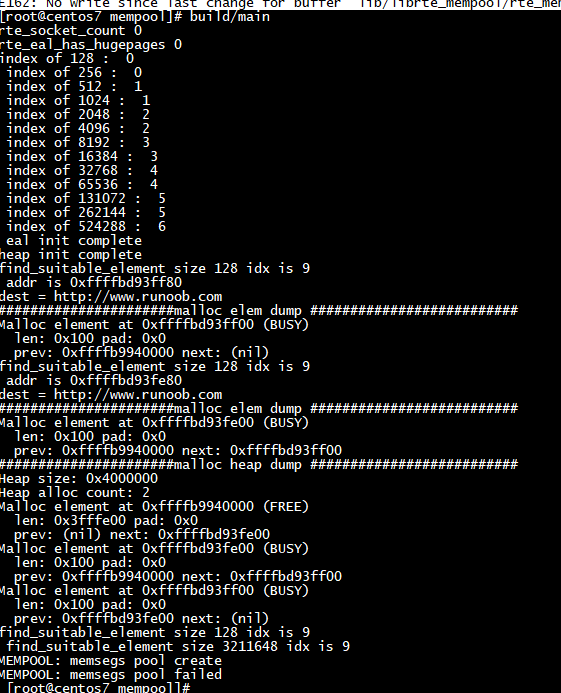 E162: No write since last change for buffer "lib/librte_mempool/rte_mem
[root@centos7 mempool]# build/main
rte_socket_count 0
rte_eal_has_hugepages 0
index of 128 :  0
index of 256 :  0
index of 512 :  1
index of 1024 :  1
index of 2048 :  2
index of 4096 :  2
index of 8192 :  3
index of 16384 :  3
index of 32768 :  4
index of 65536 :  4
index of 131072 :  5
index of 262144 :  5
index of 524288 :  6
eal init complete
heap init complete
find_suitable_element size 128 idx is 9
addr is 0xffffbd93ff80
dest = http://www.runoob.com
######################malloc elem dump ##########################
Malloc element at 0xffffbd93ff00 (BUSY)
len: 0x100 pad: 0x0
prev: 0xffffb9940000 next: (nil)
find_suitable_element size 128 idx is 9
addr is 0xffffbd93fe80
dest = http://www.runoob.com
######################malloc elem dump ##########################
Malloc element at 0xffffbd93fe00 (BUSY)
len: 0x100 pad: 0x0
prev: 0xffffb9940000 next: 0xffffbd93ff00
######################malloc heap dump ##########################
Heap size: 0x4000000
Heap alloc count: 2
Malloc element at 0xffffb9940000 (FREE)
len: 0x3fffe00 pad: 0x0
prev: (nil) next: 0xffffbd93fe00
Malloc element at 0xffffbd93fe00 (BUSY)
len: 0x100 pad: 0x0
prev: 0xffffb9940000 next: 0xffffbd93ff00
Malloc element at 0xffffbd93ff00 (BUSY)
len: 0x100 pad: 0x0
prev: 0xffffbd93fe00 next: (nil)
find_suitable_element size 128 idx is 9
find_suitable_element size 3211648 idx is 9
MEMPOOL: memsegs pool create
MEMPOOL: memsegs pool failed
[root@centos7 mempool]#